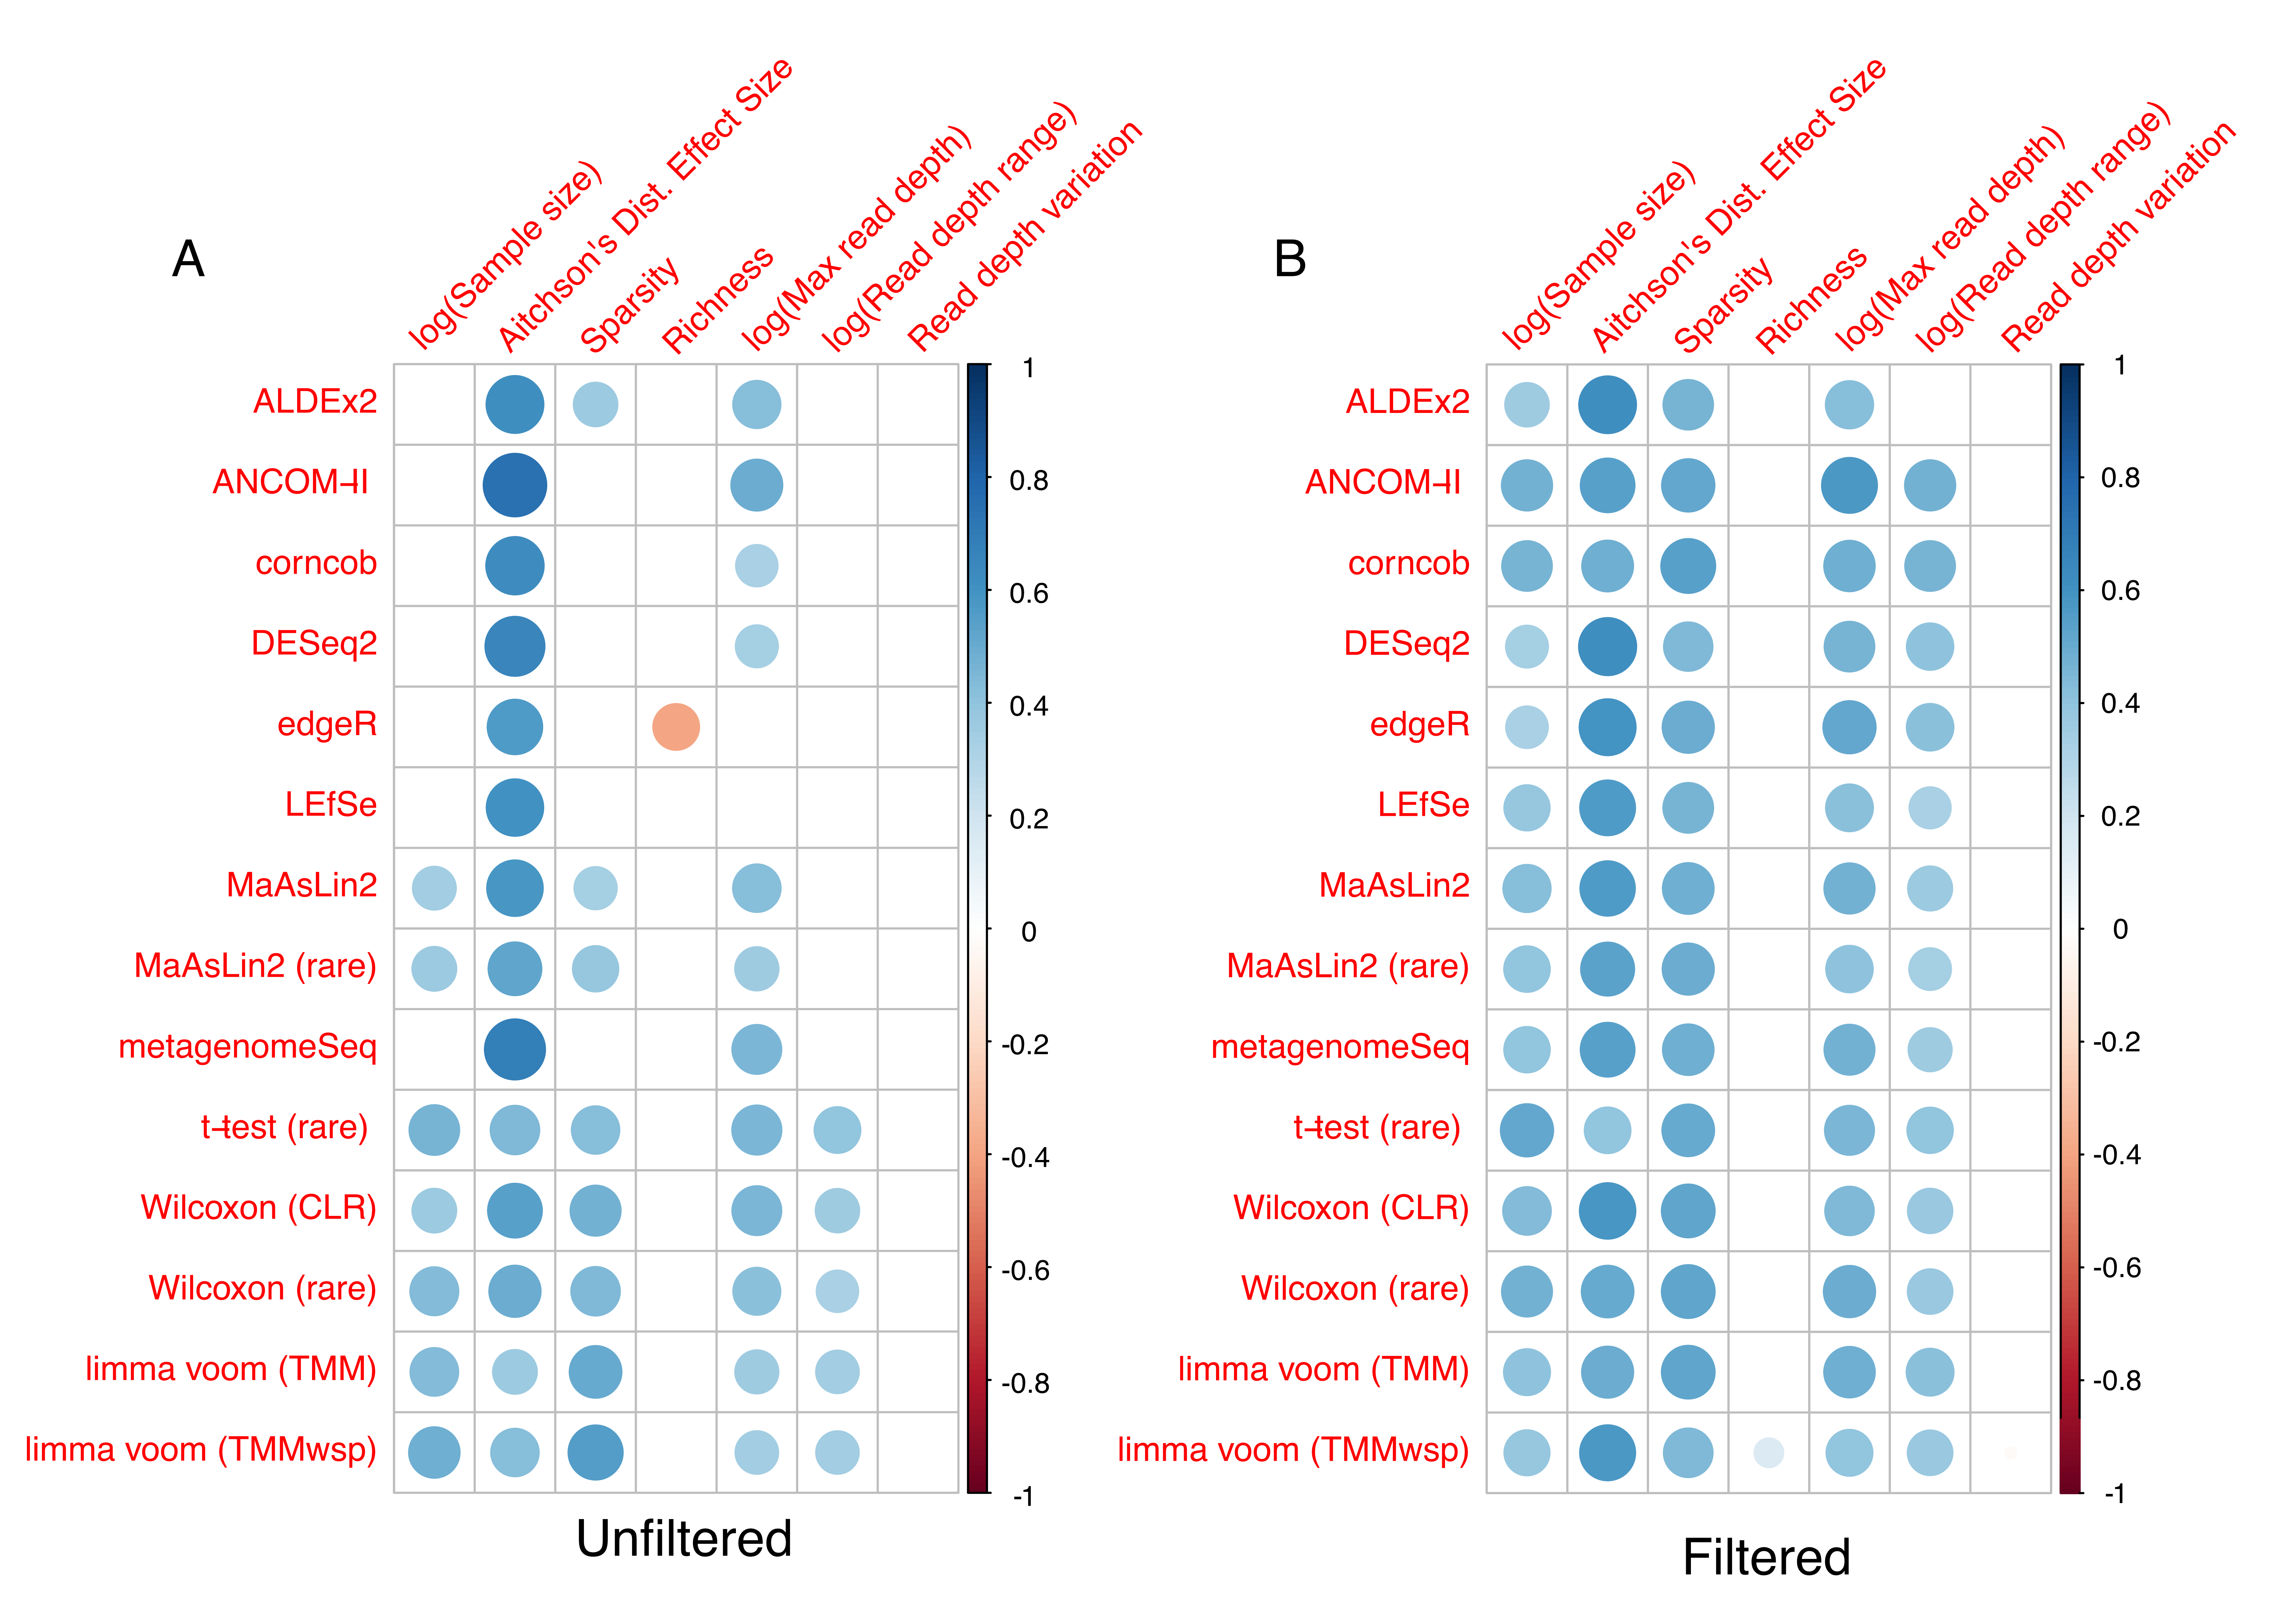 A
log(Sample size)
Aitchson's Dist. Effect Size
Sparsity
Richness
log(Max read depth)
log(Read depth range)
Read depth variation
ALDEx2
ANCOM-II
corncob
DESeq2
edgeR
LEfSe
MaAsLin2
MaAsLin2 (rare)
metagenomeSeq
t-test (rare)
Wilcoxon (CLR)
Wilcoxon (rare)
limma voom (TMM)
limma voom (TMMwsp)
1
0.8
0.6
0.4
0.2
0
-0.2
-0.4
-0.6
-0.8
-1
Unfiltered
B
log(Sample size)
Aitchson's Dist. Effect Size
Sparsity
Richness
log(Max read depth)
log(Read depth range)
Read depth variation
ALDEx2
ANCOM-II
corncob
DESeq2
edgeR
LEfSe
MaAsLin2
MaAsLin2 (rare)
metagenomeSeq
t-test (rare)
Wilcoxon (CLR)
Wilcoxon (rare)
limma voom (TMM)
limma voom (TMMwsp)
1
0.8
0.6
0.4
0.2
0
-0.2
-0.4
-0.6
-0.8
-1
Filtered